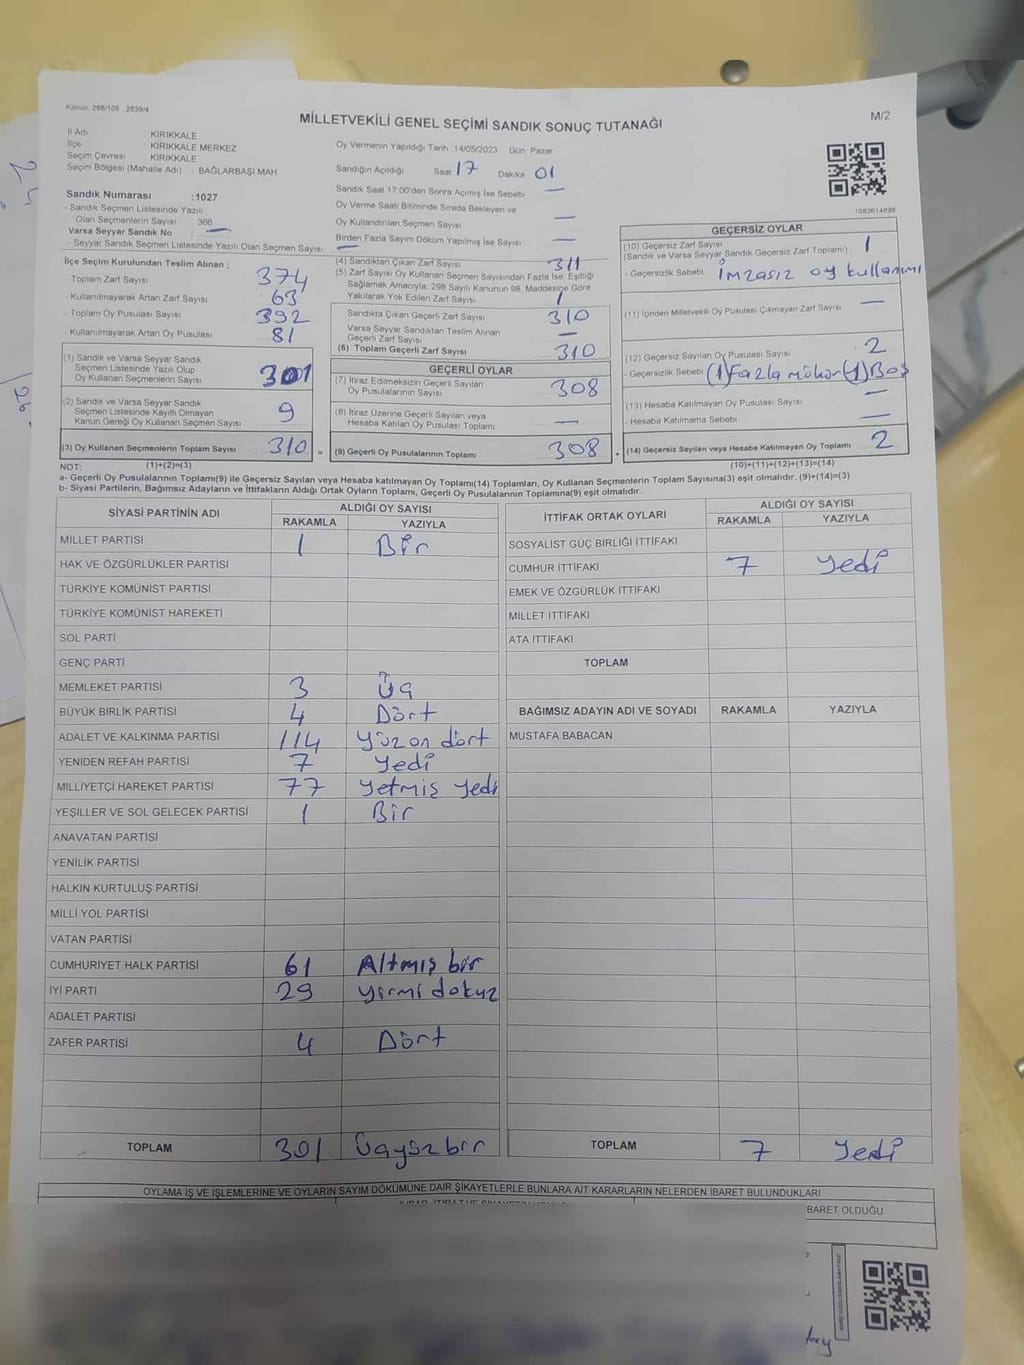 Kanun: 298/105 , 2839/4
MİLLETVEKİLİ GENEL SEÇİMİ SANDIK SONUÇ TUTANAĞI
M/2
İl Adı KIRIKKALE
İlçe KIRIKKALE MERKEZ
Seçim Çevresi KIRIKKALE
Seçim Bölgesi (Mahalle Adı) : BAĞLARBAŞI MAH
Sandık Numarası :1027
- Sandık Seçmen Listesinde Yazılı
Olan Seçmenlerin Sayısı : 366
Varsa Seyyar Sandık No : —
- Seyyar Sandık Seçmen Listesinde Yazılı Olan Seçmen Sayısı: —
Oy Vermenin Yapıldığı Tarih :14/05/2023 Gün: Pazar
Sandığın Açıldığı Saat 17 Dakika 01
Sandık Saat 17:00'den Sonra Açımış İse Sebebi —
Oy Verme Saati Bitiminde Sırada Bekleyen ve
Oy Kullandırılan Seçmen Sayısı —
Birden Fazla Sayım Döküm Yapılmış İse Sayısı —
1083614898
İlçe Seçim Kurulundan Teslim Alınan ;
- Toplam Zarf Sayısı 374
- Kullanılmayarak Artan Zarf Sayısı 63
- Toplam Oy Pusulası Sayısı 392
- Kullanılmayarak Artan Oy Pusulası 81
(1) Sandık ve Varsa Seyyar Sandık
Seçmen Listesinde Yazılı Olup
Oy Kullanan Seçmenlerin Sayısı 301
(2) Sandık ve Varsa Seyyar Sandık
Seçmen Listesinde Kayıtlı Olmayan
Kanun Gereği Oy Kullanan Seçmen Sayısı 9
(3) Oy Kullanan Seçmenlerin Toplam Sayısı 310 =
(4) Sandıktan Çıkan Zarf Sayısı 311
(5) Zarf Sayısı Oy Kullanan Seçmen Sayısından Fazla İse, Eşitliği
Sağlamak Amacıyla, 298 Sayılı Kanunun 98. Maddesine Göre
Yakılarak Yok Edilen Zarf Sayısı 1
Sandıkta Çıkan Geçerli Zarf Sayısı 310
Varsa Seyyar Sandıktan Teslim Alınan
Geçerli Zarf Sayısı —
(6) Toplam Geçerli Zarf Sayısı 310
GEÇERLİ OYLAR
(7) İtiraz Edilmeksizin Geçerli Sayılan
Oy Pusulalarının Sayısı 308
(8) İtiraz Üzerine Geçerli Sayılan veya
Hesaba Katılan Oy Pusulası Toplamı —
(9) Geçerli Oy Pusulalarının Toplamı 308 +
GEÇERSİZ OYLAR
(10) Geçersiz Zarf Sayısı
(Sandık ve Varsa Seyyar Sandık Geçersiz Zarf Toplamı) 1
- Geçersizlik Sebebi İmzasız oy kullanımı
(11) İçinden Milletvekili Oy Pusulası Çıkmayan Zarf Sayısı —
(12) Geçersiz Sayılan Oy Pusulası Sayısı 2
- Geçersizlik Sebebi (1)Fazla mühür (1)Boş
(13) Hesaba Katılmayan Oy Pusulası Sayısı —
- Hesaba Katılmama Sebebi —
(14) Geçersiz Sayılan veya Hesaba Katılmayan Oy Toplamı 2
NOT: (1)+(2)=(3) (10)+(11)+(12)+(13)=(14)
a- Geçerli Oy Pusulalarının Toplamı(9) ile Geçersiz Sayılan veya Hesaba katılmayan Oy Toplamı(14) Toplamları, Oy Kullanan Seçmenlerin Toplam Sayısına(3) eşit olmalıdır. (9)+(14)=(3)
b- Siyasi Partilerin, Bağımsız Adayların ve İttifakların Aldığı Ortak Oyların Toplamı, Geçerli Oy Pusulalarının Toplamına(9) eşit olmalıdır.
SİYASİ PARTİNİN ADI ALDIĞI OY SAYISI
RAKAMLA YAZIYLA
MİLLET PARTİSİ 1 Bir
HAK VE ÖZGÜRLÜKLER PARTİSİ
TÜRKİYE KOMÜNİST PARTİSİ
TÜRKİYE KOMÜNİST HAREKETİ
SOL PARTİ
GENÇ PARTİ
MEMLEKET PARTİSİ 3 Üç
BÜYÜK BİRLİK PARTİSİ 4 Dört
ADALET VE KALKINMA PARTİSİ 114 Yüzon dört
YENİDEN REFAH PARTİSİ 7 Yedi
MİLLİYETÇİ HAREKET PARTİSİ 77 Yetmiş Yedi
YEŞİLLER VE SOL GELECEK PARTİSİ 1 Bir
ANAVATAN PARTİSİ
YENİLİK PARTİSİ
HALKIN KURTULUŞ PARTİSİ
MİLLİ YOL PARTİSİ
VATAN PARTİSİ
CUMHURİYET HALK PARTİSİ 61 Altmış bir
İYİ PARTİ 29 Yirmi dokuz
ADALET PARTİSİ
ZAFER PARTİSİ 4 Dört
TOPLAM 301 Üçyüzbir
İTTİFAK ORTAK OYLARI ALDIĞI OY SAYISI
RAKAMLA YAZIYLA
SOSYALİST GÜÇ BİRLİĞİ İTTİFAKI
CUMHUR İTTİFAKI 7 Yedi
EMEK VE ÖZGÜRLÜK İTTİFAKI
MİLLET İTTİFAKI
ATA İTTİFAKI
TOPLAM
BAĞIMSIZ ADAYIN ADI VE SOYADI RAKAMLA YAZIYLA
MUSTAFA BABACAN
TOPLAM 7 Yedi
OYLAMA İŞ VE İŞLEMLERİNE VE OYLARIN SAYIM DÖKÜMÜNE DAİR ŞİKAYETLERLE BUNLARA AİT KARARLARIN NELERDEN İBARET BULUNDUKLARI
BARET OLDUĞU